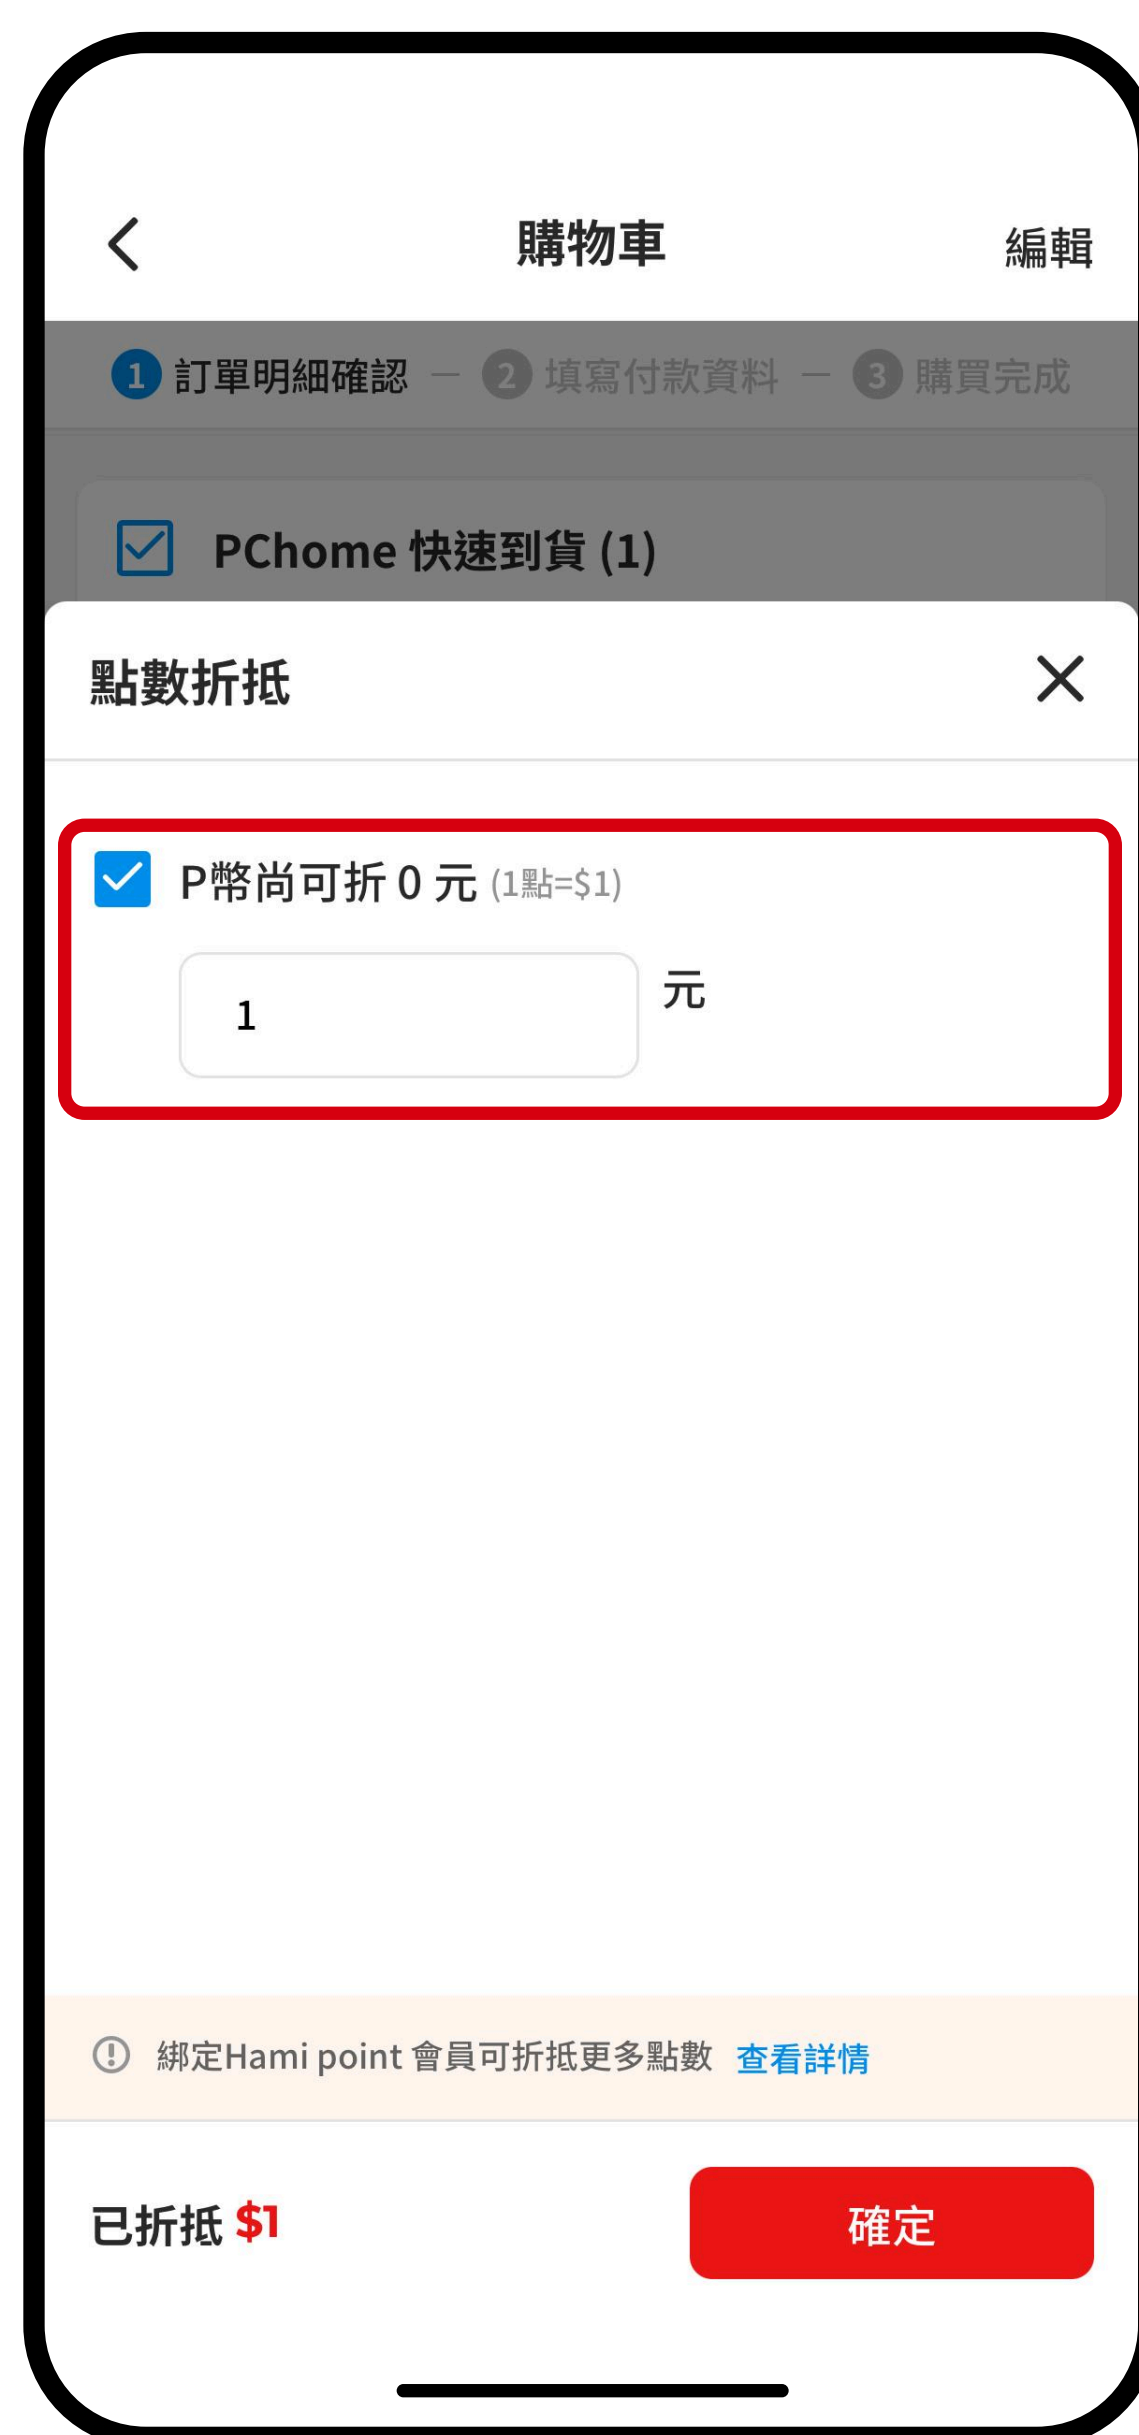 購物車 編輯
1 訂單明細確認 — 2 填寫付款資料 — 3 購買完成
PChome 快速到貨 (1)
點數折抵
P幣尚可折 0 元 (1點=$1)
1 元
綁定Hami point 會員可折抵更多點數 查看詳情
已折抵 $1 確定